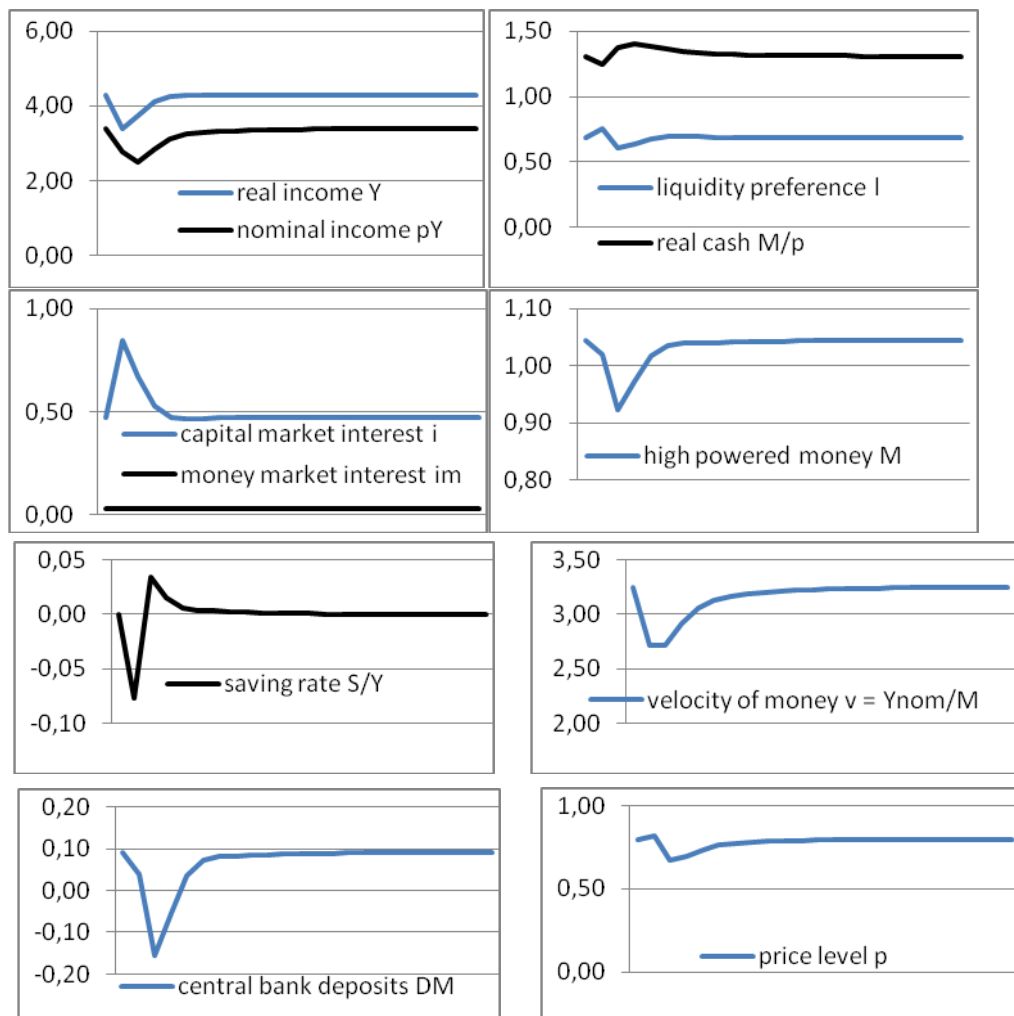 6,00
4,00
2,00
0,00
real income Y
nominal income pY
1,50
1,00
0,50
0,00
liquidity preference l
real cash M/p
1,00
0,50
0,00
capital market interest i
money market interest im
1,10
1,00
0,90
0,80
high powered money M
0,05
0,00
-0,05
-0,10
saving rate S/Y
3,50
3,00
2,50
2,00
velocity of money v = Ynom/M
0,20
0,10
0,00
-0,10
-0,20
central bank deposits DM
1,00
0,50
0,00
price level p